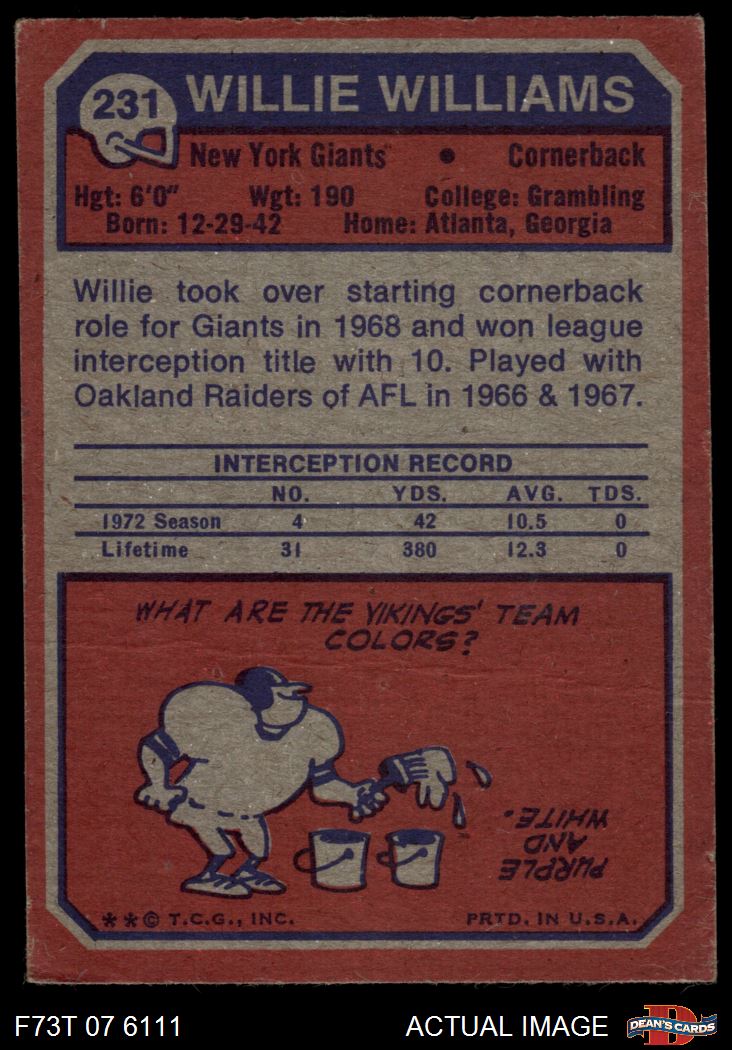 231 WILLIE WILLIAMS
New York Giants • Cornerback
Hgt: 6'0" Wgt: 190 College: Grambling
Born: 12-29-42 Home: Atlanta, Georgia
Willie took over starting cornerback
role for Giants in 1968 and won league
interception title with 10. Played with
Oakland Raiders of AFL in 1966 & 1967.
INTERCEPTION RECORD
NO. YDS. AVG. TDS.
1972 Season 4 42 10.5 0
Lifetime 31 380 12.3 0
WHAT ARE THE VIKINGS' TEAM
COLORS?
PURPLE
AND
WHITE.
**© T.C.G., INC. PRTD. IN U.S.A.
F73T 07 6111 ACTUAL IMAGE D DEAN'S CARDS